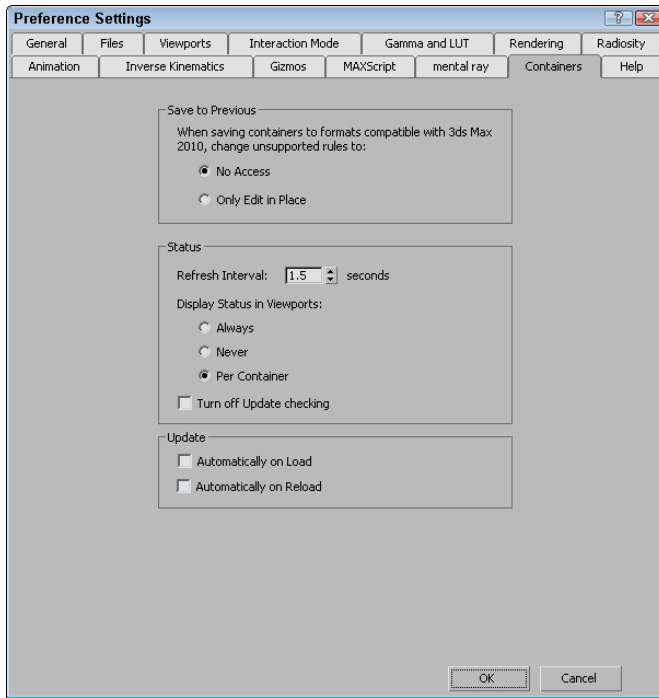 Preference Settings
General Files Viewports Interaction Mode Gamma and LUT Rendering Radiosity
Animation Inverse Kinematics Gizmos MAXScript mental ray Containers Help
Save to Previous
When saving containers to formats compatible with 3ds Max
2010, change unsupported rules to:
No Access
Only Edit in Place
Status
Refresh Interval: 1.5 seconds
Display Status in Viewports:
Always
Never
Per Container
Turn off Update checking
Update
Automatically on Load
Automatically on Reload
OK Cancel